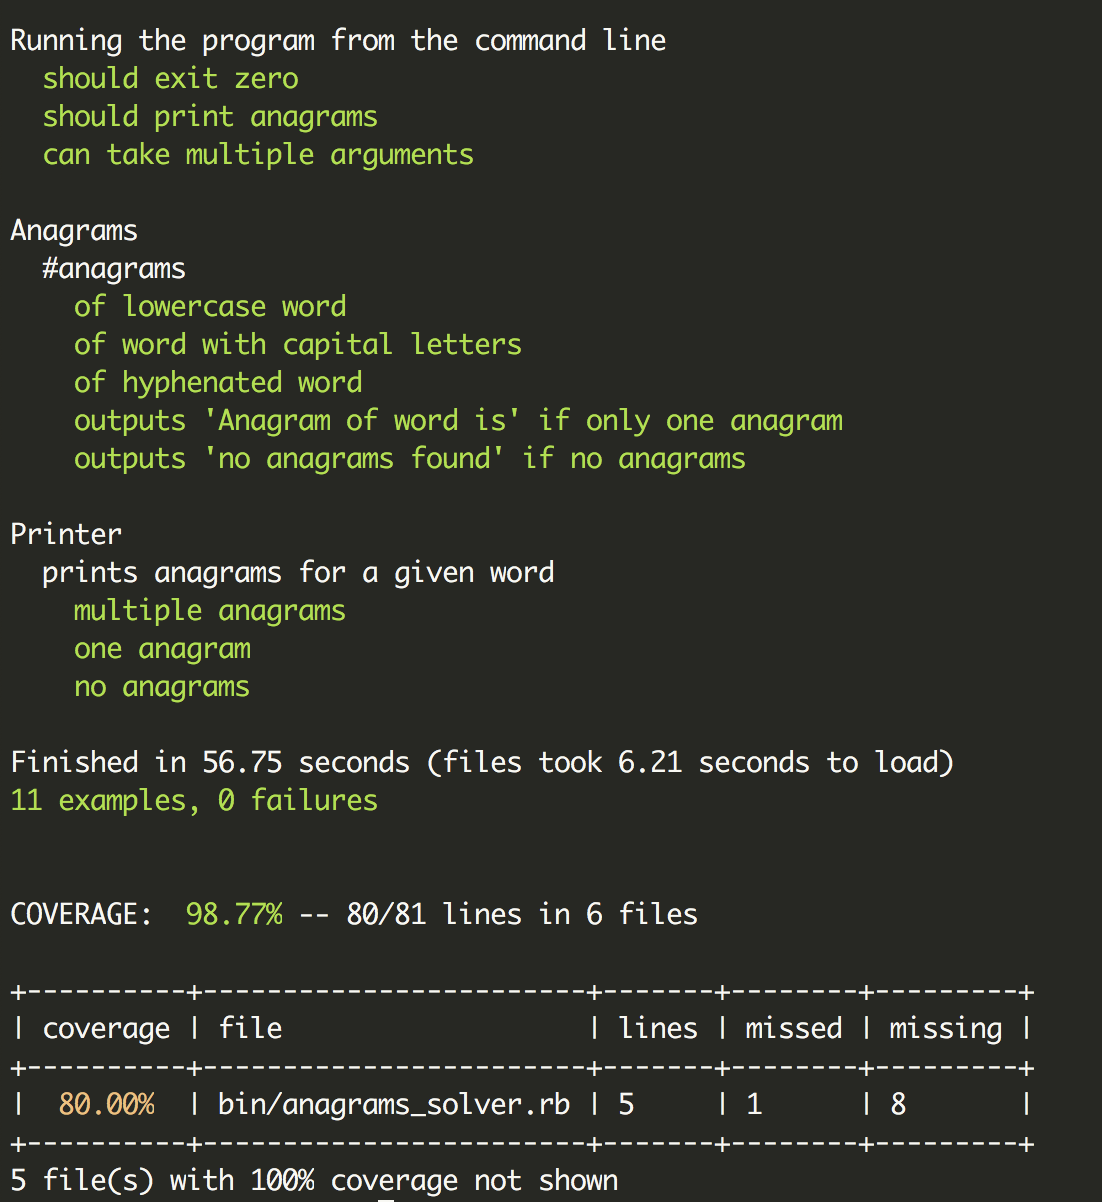 Running the program from the command line
  should exit zero
  should print anagrams
  can take multiple arguments

Anagrams
  #anagrams
    of lowercase word
    of word with capital letters
    of hyphenated word
    outputs 'Anagram of word is' if only one anagram
    outputs 'no anagrams found' if no anagrams

Printer
  prints anagrams for a given word
    multiple anagrams
    one anagram
    no anagrams

Finished in 56.75 seconds (files took 6.21 seconds to load)
11 examples, 0 failures


COVERAGE:  98.77% -- 80/81 lines in 6 files

+----------+------------------------+-------+--------+---------+
| coverage | file                   | lines | missed | missing |
+----------+------------------------+-------+--------+---------+
|  80.00%  | bin/anagrams_solver.rb | 5     | 1      | 8       |
+----------+------------------------+-------+--------+---------+
5 file(s) with 100% coverage not shown